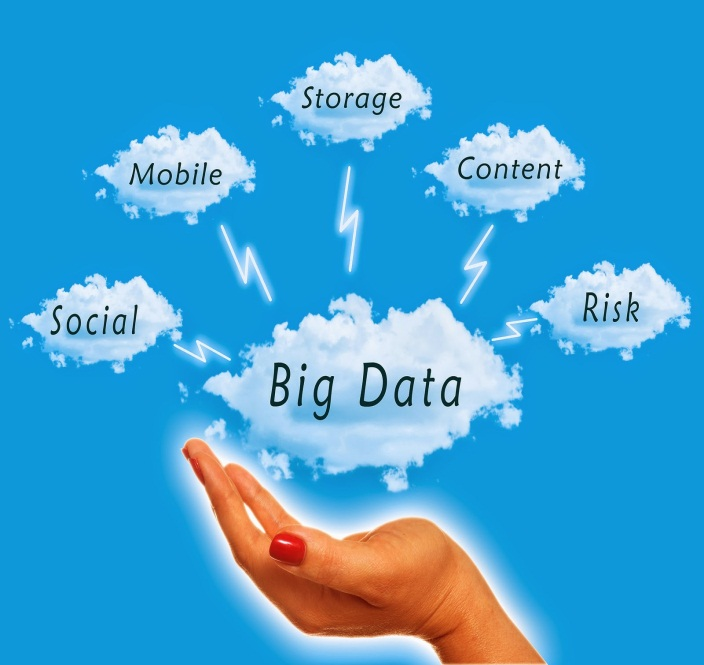 Storage
Mobile
Content
Social
Risk
Big Data